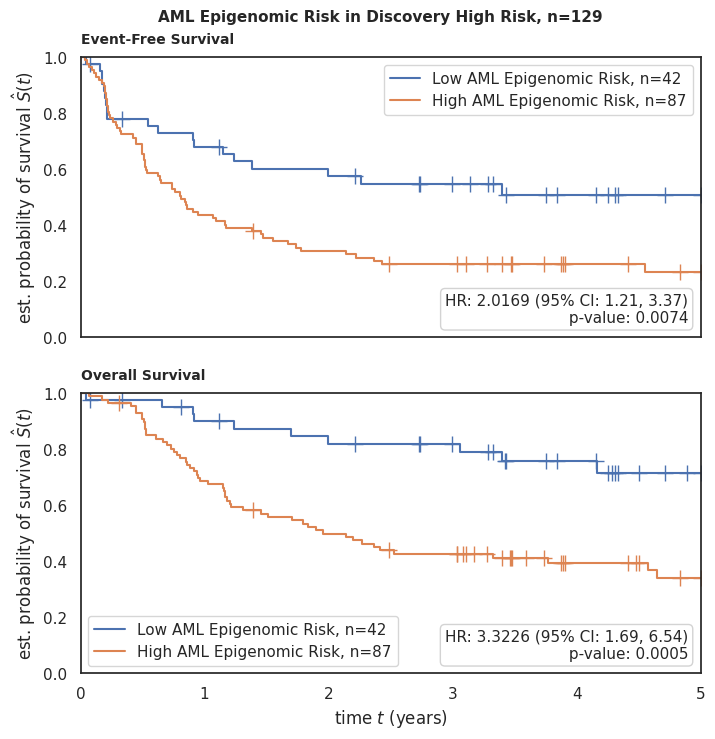 AML Epigenomic Risk in Discovery High Risk, n=129
Event-Free Survival
est. probability of survival Ŝ(t)
1.0
0.8
0.6
0.4
0.2
0.0
Low AML Epigenomic Risk, n=42
High AML Epigenomic Risk, n=87
HR: 2.0169 (95% CI: 1.21, 3.37)
p-value: 0.0074
Overall Survival
est. probability of survival Ŝ(t)
1.0
0.8
0.6
0.4
0.2
0.0
Low AML Epigenomic Risk, n=42
High AML Epigenomic Risk, n=87
HR: 3.3226 (95% CI: 1.69, 6.54)
p-value: 0.0005
0 1 2 3 4 5
time t (years)